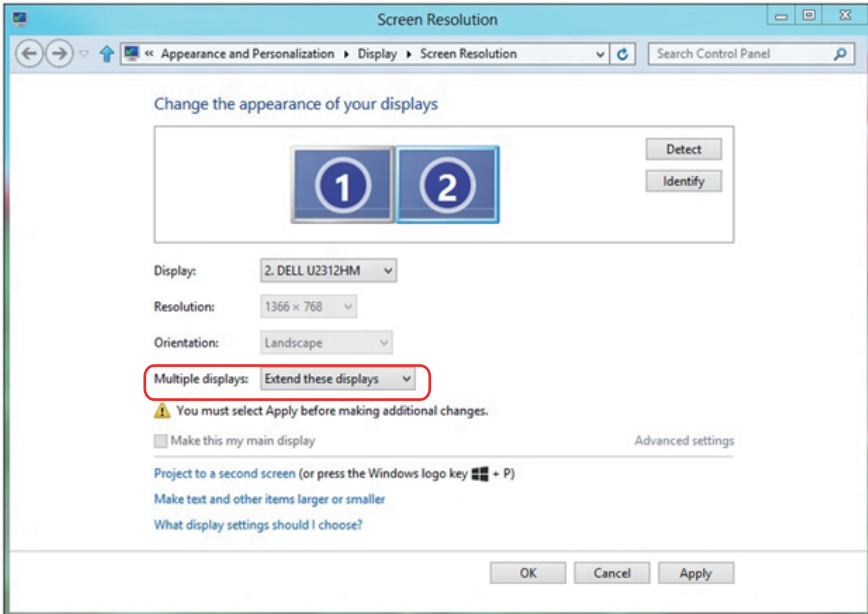 Screen Resolution
« Appearance and Personalization Display Screen Resolution Search Control Panel
Change the appearance of your displays
1 2
Detect
Identify
Display: 2. DELL U2312HM
Resolution: 1366 × 768
Orientation: Landscape
Multiple displays: Extend these displays
You must select Apply before making additional changes.
Make this my main display Advanced settings
Project to a second screen (or press the Windows logo key + P)
Make text and other items larger or smaller
What display settings should I choose?
OK Cancel Apply